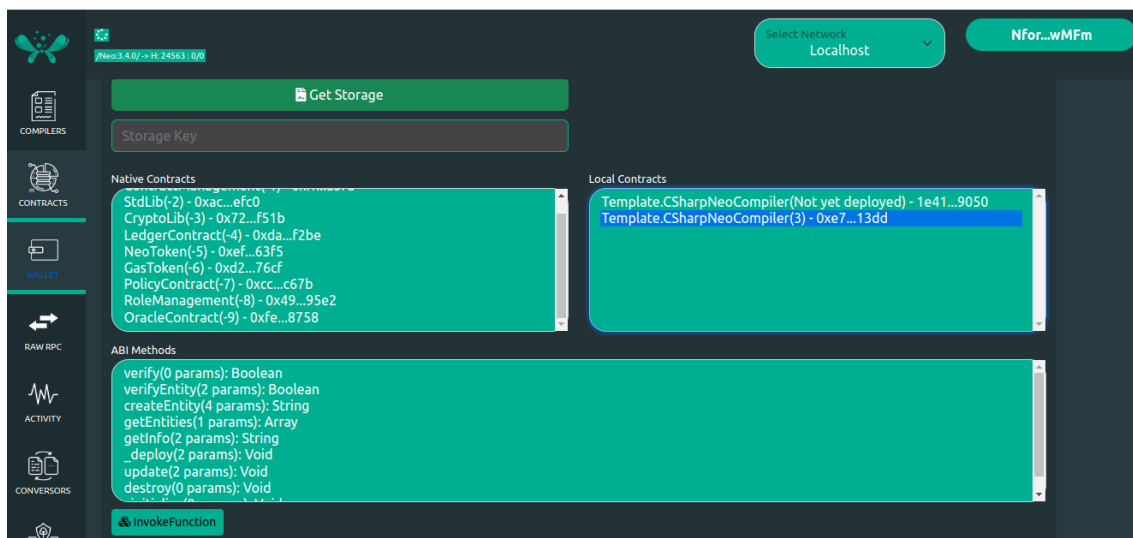 Select Network
Localhost
Nfor...wMFm
/Neo:3.4.0/ -> H: 24563 : 0/0
Get Storage
Storage Key
COMPILERS
CONTRACTS
WALLET
RAW RPC
ACTIVITY
CONVERSORS
Native Contracts
StdLib(-2) - 0xac...efc0
CryptoLib(-3) - 0x72...f51b
LedgerContract(-4) - 0xda...f2be
NeoToken(-5) - 0xef...63f5
GasToken(-6) - 0xd2...76cf
PolicyContract(-7) - 0xcc...c67b
RoleManagement(-8) - 0x49...95e2
OracleContract(-9) - 0xfe...8758
Local Contracts
Template.CSharpNeoCompiler(Not yet deployed) - 1e41...9050
Template.CSharpNeoCompiler(3) - 0xe7...13dd
ABI Methods
verify(0 params): Boolean
verifyEntity(2 params): Boolean
createEntity(4 params): String
getEntities(1 params): Array
getInfo(2 params): String
_deploy(2 params): Void
update(2 params): Void
destroy(0 params): Void
InvokeFunction